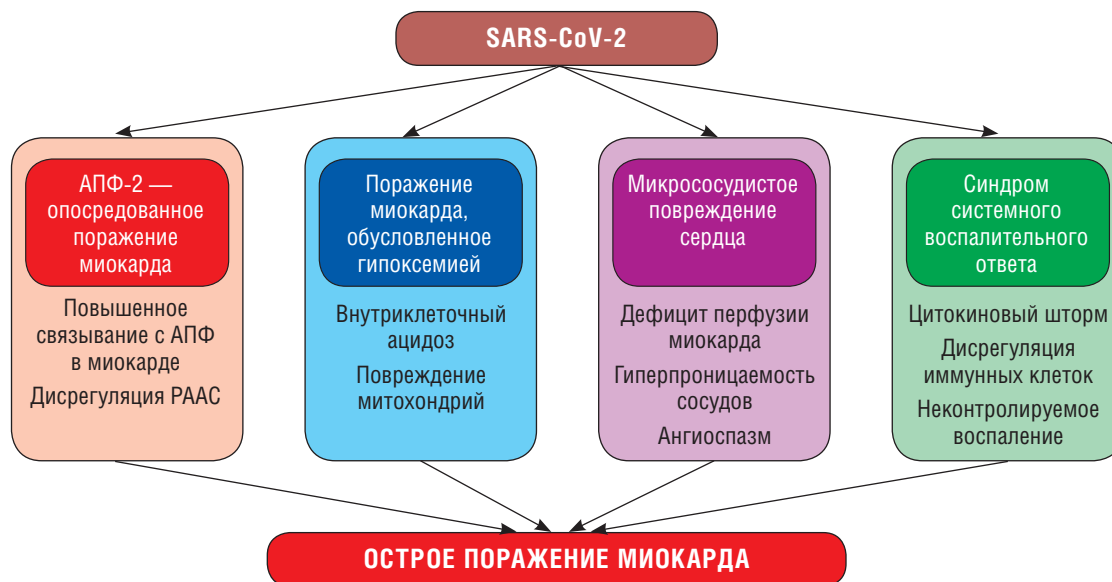 SARS-CoV-2
АПФ-2 —
опосредованное
поражение
миокарда
Повышенное
связывание с АПФ
в миокарде
Дисрегуляция РААС
Поражение
миокарда,
обусловленное
гипоксемией
Внутриклеточный
ацидоз
Повреждение
митохондрий
Микрососудистое
повреждение
сердца
Дефицит перфузии
миокарда
Гиперпроницаемость
сосудов
Ангиоспазм
Синдром
системного
воспалительного
ответа
Цитокиновый шторм
Дисрегуляция
иммунных клеток
Неконтролируемое
воспаление
ОСТРОЕ ПОРАЖЕНИЕ МИОКАРДА